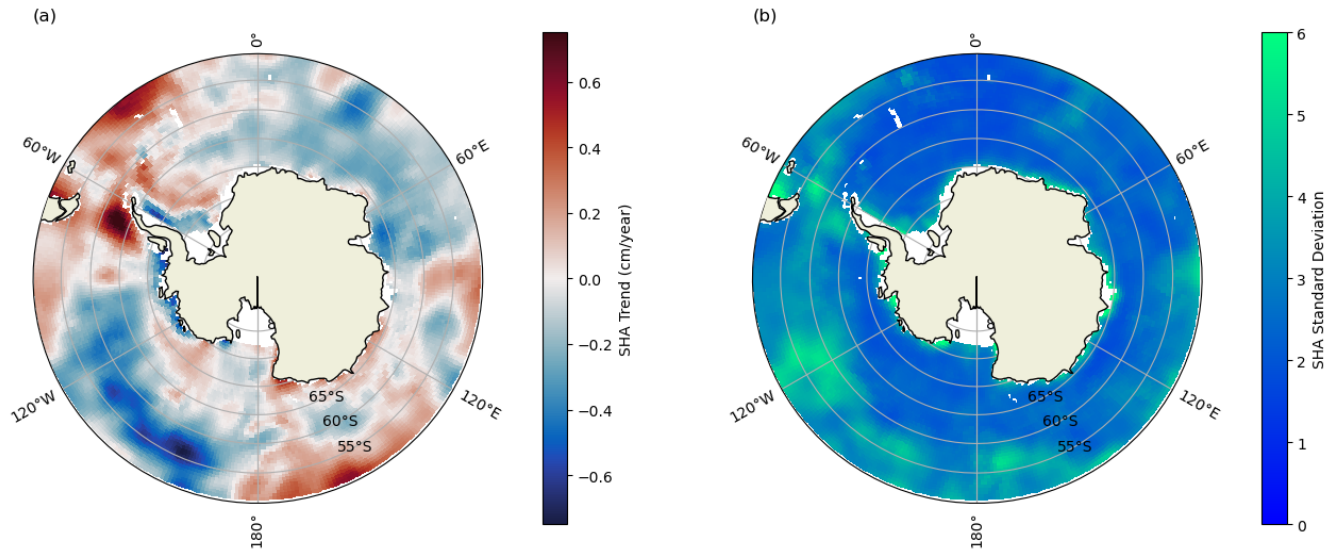 (a)
0°
60°W
60°E
120°W
120°E
180°
65°S
60°S
55°S
0.6
0.4
0.2
0.0
−0.2
−0.4
−0.6
SHA Trend (cm/year)
(b)
0°
60°W
60°E
120°W
120°E
180°
65°S
60°S
55°S
6
5
4
3
2
1
0
SHA Standard Deviation